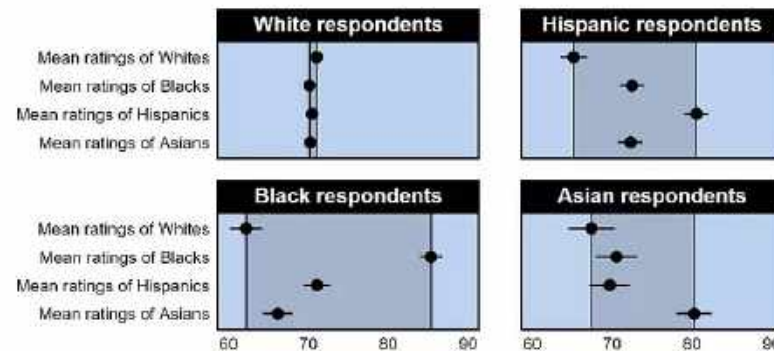 White respondents
Hispanic respondents
Mean ratings of Whites
Mean ratings of Blacks
Mean ratings of Hispanics
Mean ratings of Asians
Black respondents
Asian respondents
Mean ratings of Whites
Mean ratings of Blacks
Mean ratings of Hispanics
Mean ratings of Asians
60 70 80 90
60 70 80 90